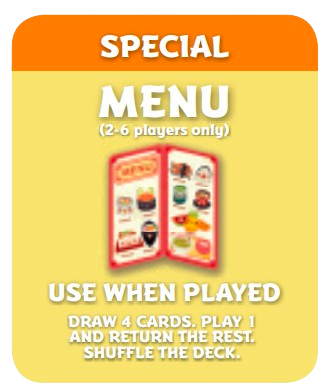 SPECIAL
MENU
(2-6 players only)
MENU
USE WHEN PLAYED
DRAW 4 CARDS. PLAY 1
AND RETURN THE REST.
SHUFFLE THE DECK.